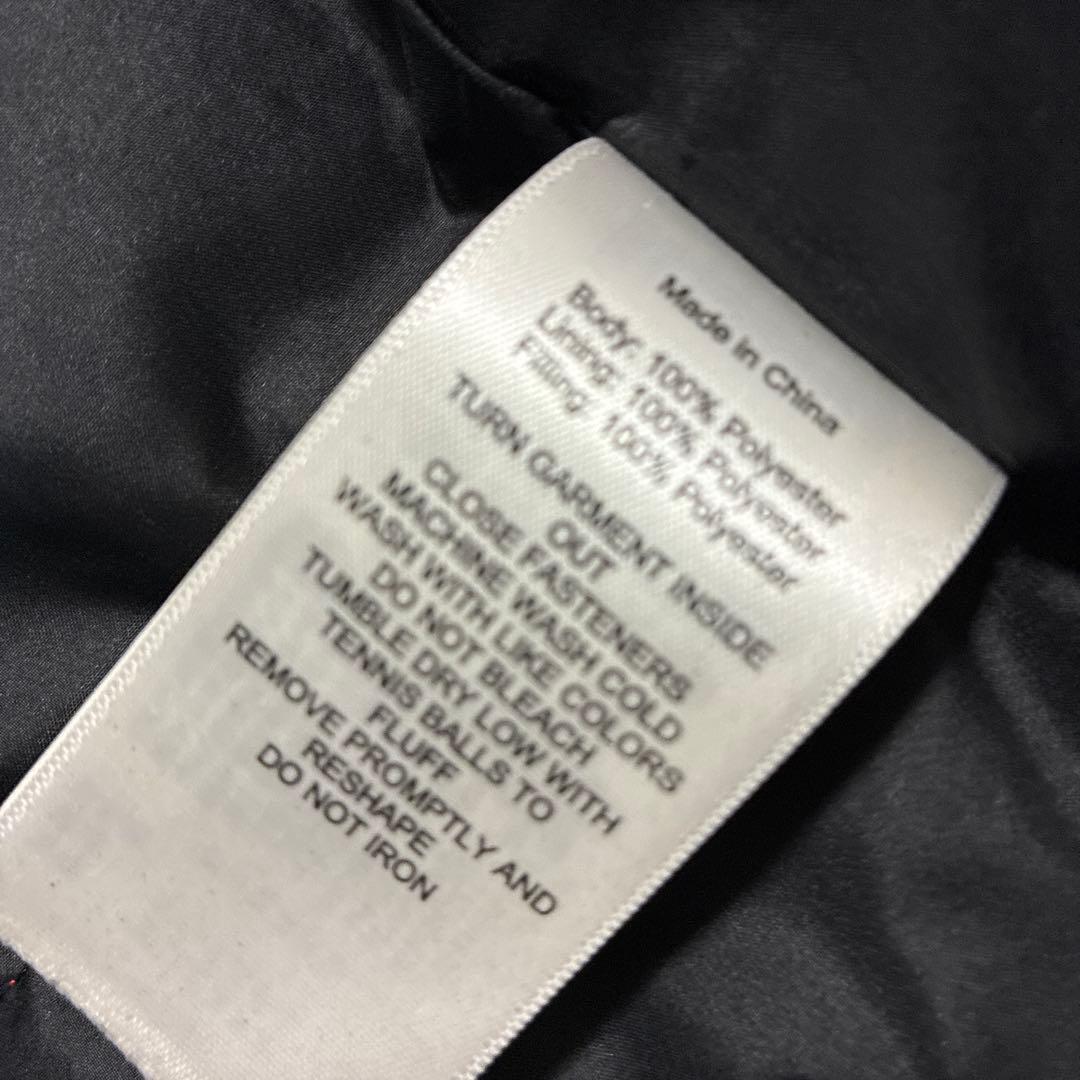 Made in China
Body: 100% Polyester
Lining: 100% Polyester
Filling: 100% Polyester
TURN GARMENT INSIDE
OUT
CLOSE FASTENERS
MACHINE WASH COLD
WASH WITH LIKE COLORS
DO NOT BLEACH
TUMBLE DRY LOW WITH
TENNIS BALLS TO
FLUFF
REMOVE PROMPTLY AND
RESHAPE
DO NOT IRON